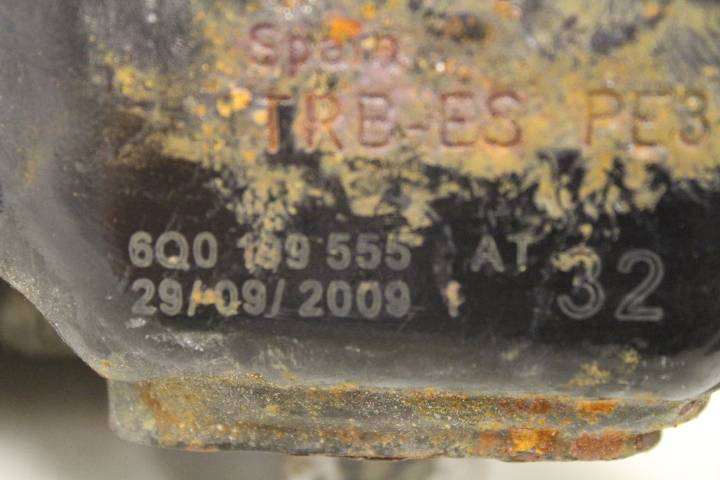 Spain
TRB-ES PE3
6Q0 199 555 AT 32
29/09/2009